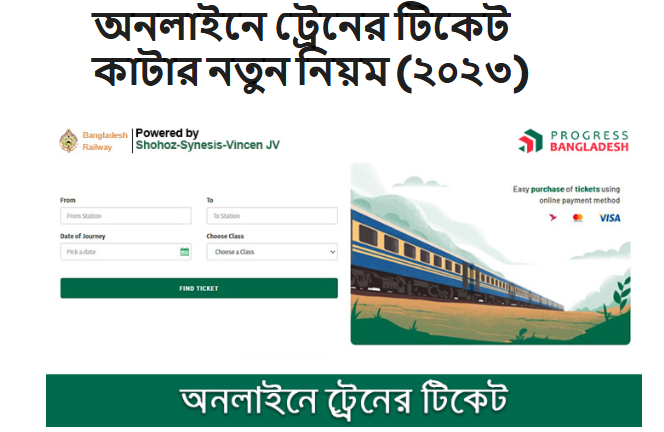 অনলাইনে ট্রেনের টিকেট
কাটার নতুন নিয়ম (২০২৩)
Bangladesh
Railway
Powered by
Shohoz-Synesis-Vincen JV
PROGRESS
BANGLADESH
From
To
From Station
To Station
Date of Journey
Choose Class
Pick a date
Choose a Class
FIND TICKET
Easy purchase of tickets using
online payment method
VISA
অনলাইনে ট্রেনের টিকেট